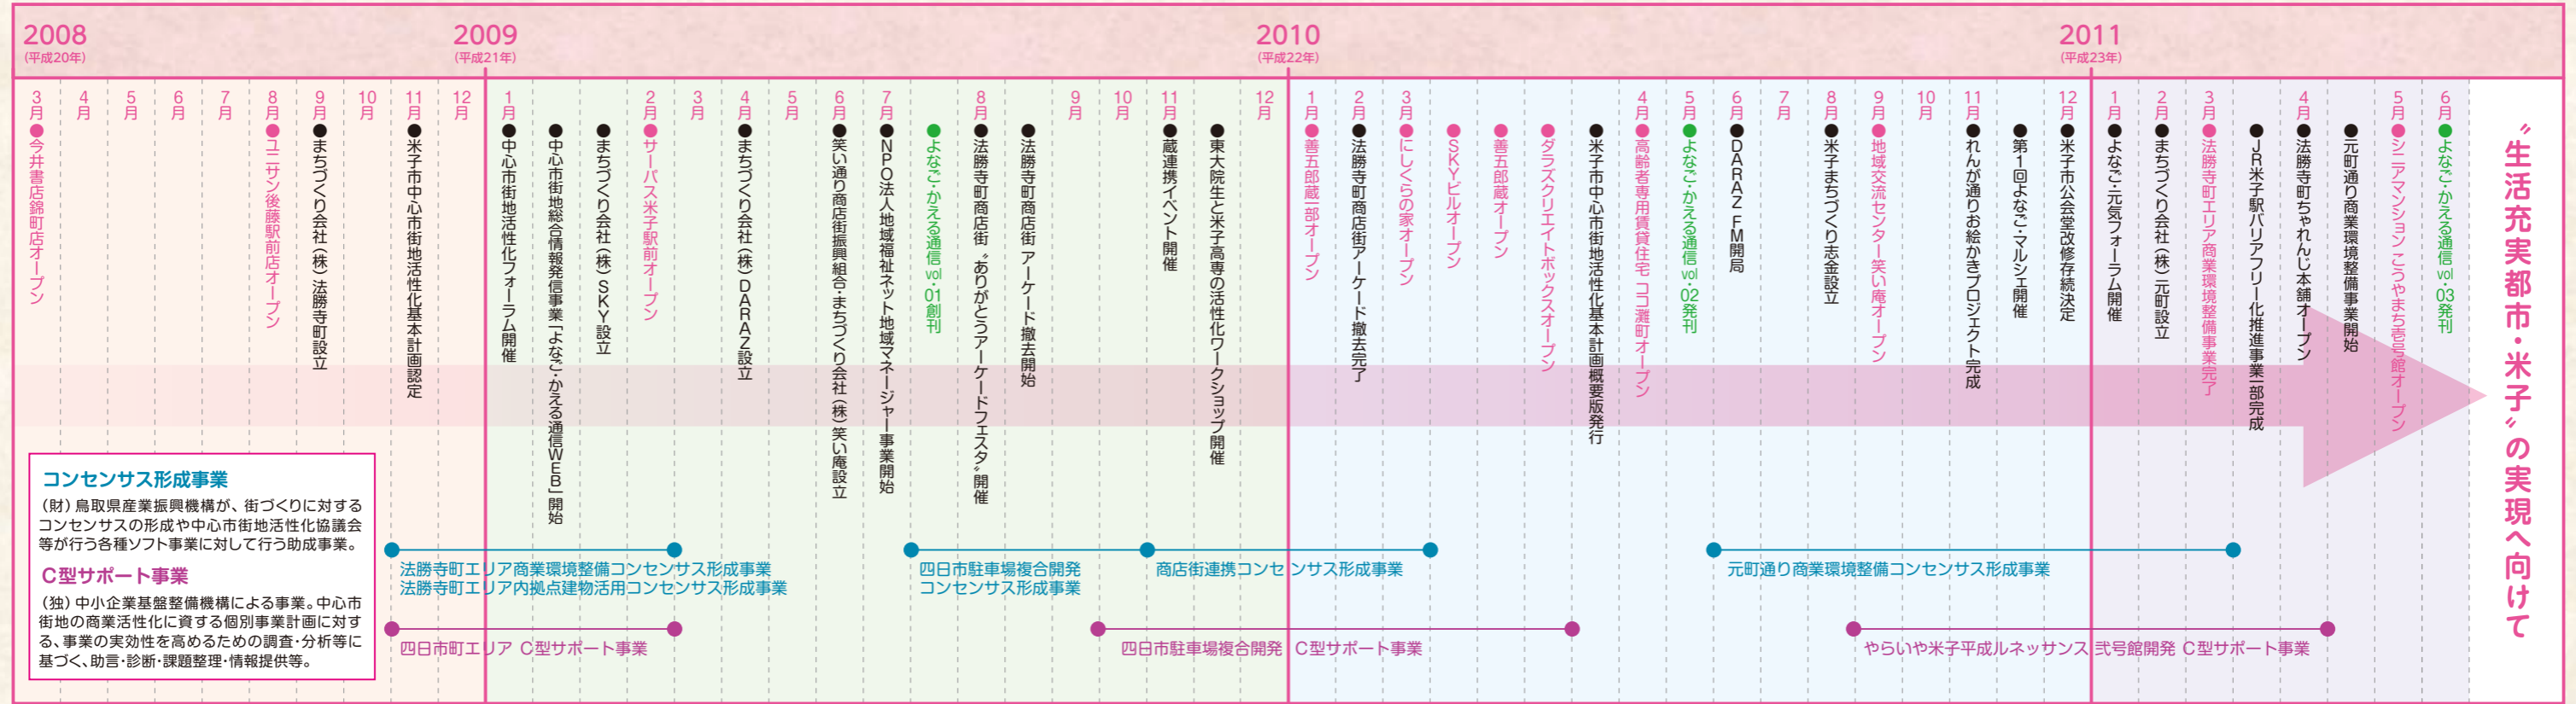 2008
(平成20年)
2009
(平成21年)
2010
(平成22年)
2011
(平成23年)
3月
今井書店錦町店オープン
4月
5月
6月
7月
8月
ユニサン後藤駅前店オープン
9月
まちづくり会社(株)法勝寺町設立
10月
11月
米子市中心市街地活性化基本計画認定
12月
1月
中心市街地活性化フォーラム開催
中心市街地総合情報発信事業「よなご・かえる通信WEB」開始
まちづくり会社(株)SKY設立
2月
サーパス米子駅前オープン
3月
4月
まちづくり会社(株)DARAZ設立
5月
6月
笑い通り商店街振興組合・まちづくり会社(株)笑い庵設立
7月
NPO法人地域福祉ネット地域マネージャー事業開始
よなご・かえる通信 vol・01創刊
8月
法勝寺町商店街〝ありがとうアーケードフェスタ〟開催
法勝寺町商店街 アーケード撤去開始
9月
10月
11月
蔵連携イベント開催
東大院生と米子高専の活性化ワークショップ開催
12月
1月
善五郎蔵一部オープン
2月
法勝寺町商店街アーケード撤去完了
3月
にしくらの家オープン
SKYビルオープン
善五郎蔵オープン
ダラズクリエイトボックスオープン
米子市中心市街地活性化基本計画概要版発行
4月
高齢者専用賃貸住宅 ココ灘町オープン
5月
よなご・かえる通信 vol・02発刊
6月
DARAZ FM開局
7月
8月
米子まちづくり志金設立
9月
地域交流センター笑い庵オープン
10月
11月
れんが通りお絵かきプロジェクト完成
第1回よなご・マルシェ開催
12月
米子市公会堂改修存続決定
1月
よなご・元気フォーラム開催
2月
まちづくり会社(株)元町設立
3月
法勝寺町エリア商業環境整備事業完了
JR米子駅バリアフリー化推進事業一部完成
4月
法勝寺町ちゃれんじ本舗オープン
元町通り商業環境整備事業開始
5月
シニアマンション こうやまち壱号館オープン
6月
よなご・かえる通信 vol・03発刊
〝生活充実都市・米子〟の実現へ向けて
コンセンサス形成事業
(財)鳥取県産業振興機構が、街づくりに対する
コンセンサスの形成や中心市街地活性化協議会
等が行う各種ソフト事業に対して行う助成事業。
C型サポート事業
(独)中小企業基盤整備機構による事業。中心市
街地の商業活性化に資する個別事業計画に対す
る、事業の実効性を高めるための調査・分析等に
基づく、助言・診断・課題整理・情報提供等。
法勝寺町エリア商業環境整備コンセンサス形成事業
法勝寺町エリア内拠点建物活用コンセンサス形成事業
四日市駐車場複合開発
コンセンサス形成事業
商店街連携コンセンサス形成事業
元町通り商業環境整備コンセンサス形成事業
四日市町エリア C型サポート事業
四日市駐車場複合開発 C型サポート事業
やらいや米子平成ルネッサンス 弐号館開発 C型サポート事業